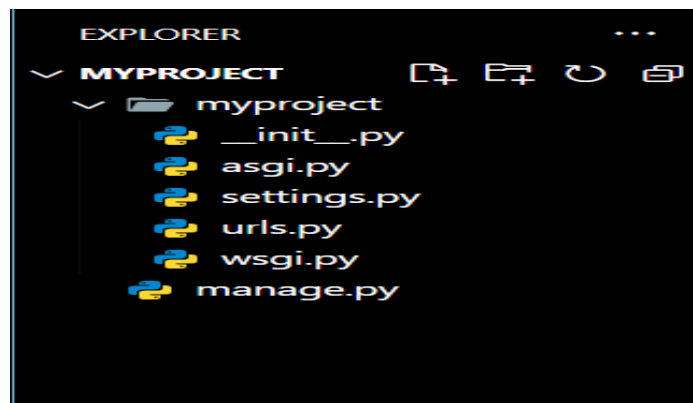 EXPLORER
MYPROJECT
myproject
__init__.py
asgi.py
settings.py
urls.py
wsgi.py
manage.py